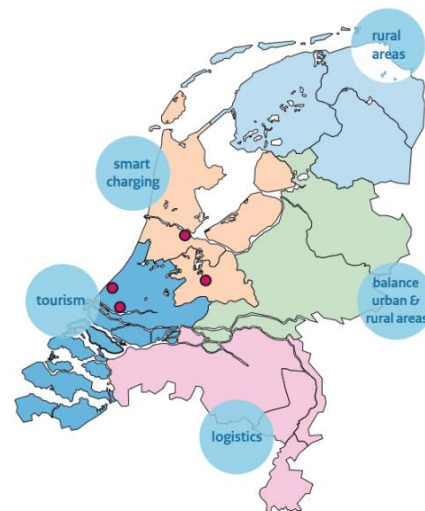 rural
areas
smart
charging
tourism
balance
urban &
rural areas
logistics